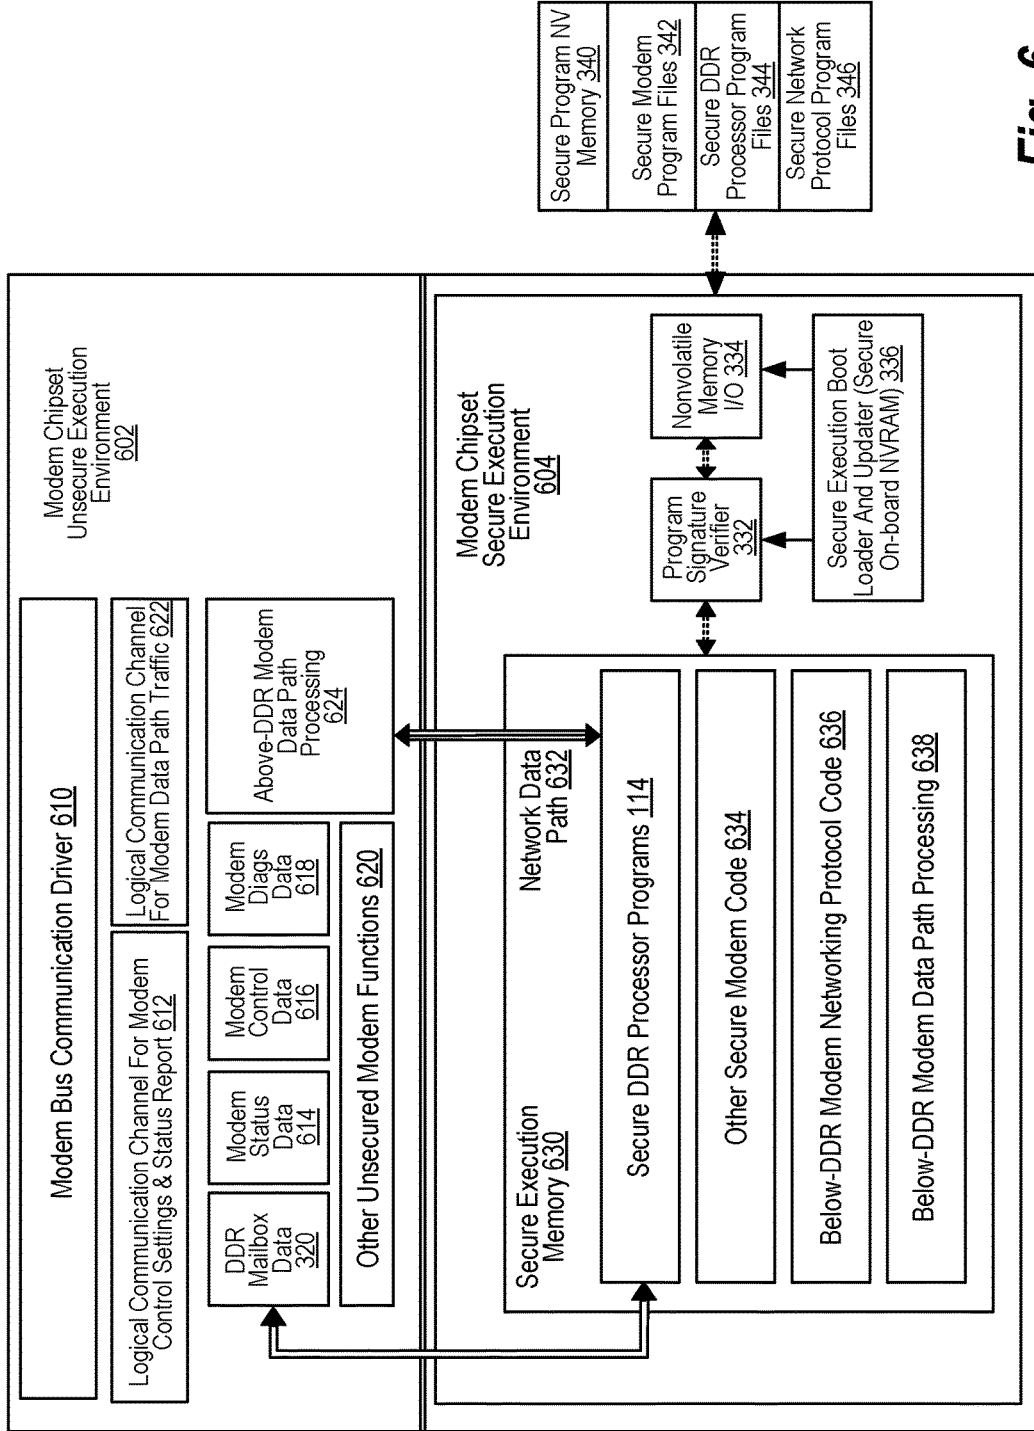 Modem Chipset
Unsecure Execution
Environment
602
Modem Bus Communication Driver 610
Logical Communication Channel For Modem
Control Settings & Status Report 612
Logical Communication Channel
For Modem Data Path Traffic 622
DDR
Mailbox
Data
320
Modem
Status
Data
614
Modem
Control
Data
616
Modem
Diags
Data
618
Above-DDR Modem
Data Path
Processing
624
Other Unsecured Modem Functions 620
Modem Chipset
Secure Execution
Environment
604
Secure Execution
Memory 630
Network Data
Path 632
Secure DDR Processor Programs 114
Other Secure Modem Code 634
Below-DDR Modem Networking Protocol Code 636
Below-DDR Modem Data Path Processing 638
Program
Signature
Verifier
332
Nonvolatile
Memory
I/O 334
Secure Execution Boot
Loader And Updater (Secure
On-board NVRAM) 336
Secure Program NV
Memory 340
Secure Modem
Program Files 342
Secure DDR
Processor Program
Files 344
Secure Network
Protocol Program
Files 346
Fig. 6